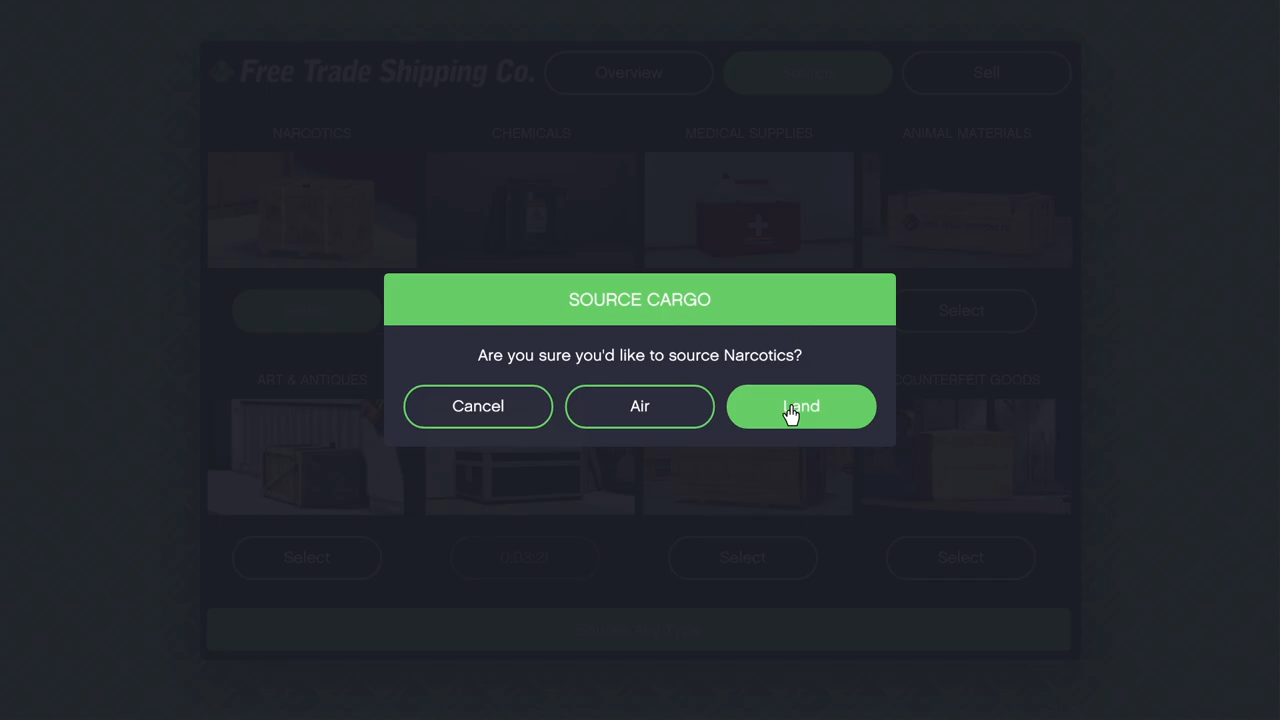 Free Trade Shipping Co.
Overview
Sell
NARCOTICS
CHEMICALS
MEDICAL SUPPLIES
ANIMAL MATERIALS
SOURCE CARGO
Are you sure you'd like to source Narcotics?
Cancel
Air
Land
Select
ART & ANTIQUES
COUNTERFEIT GOODS
Select
Select
Select